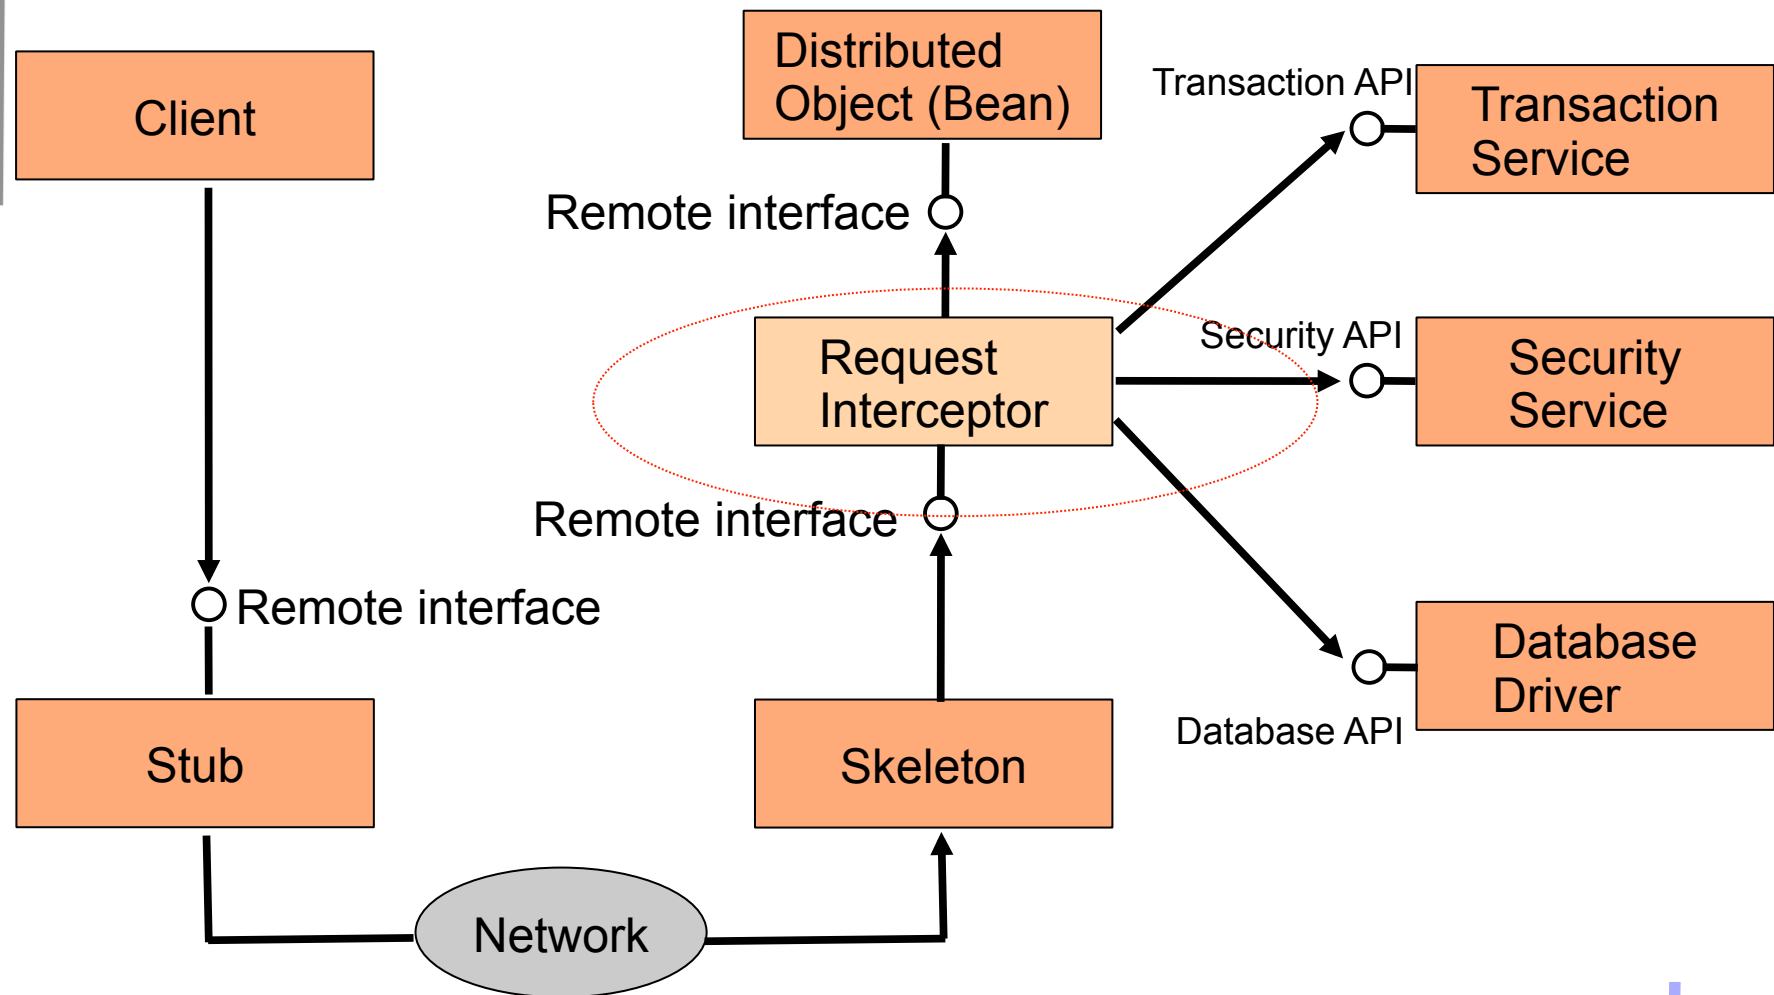 Client
Distributed
Object (Bean)
Transaction API
Transaction
Service
Remote interface
Request
Interceptor
Security API
Security
Service
Remote interface
Remote interface
Database
Driver
Database API
Stub
Skeleton
Network